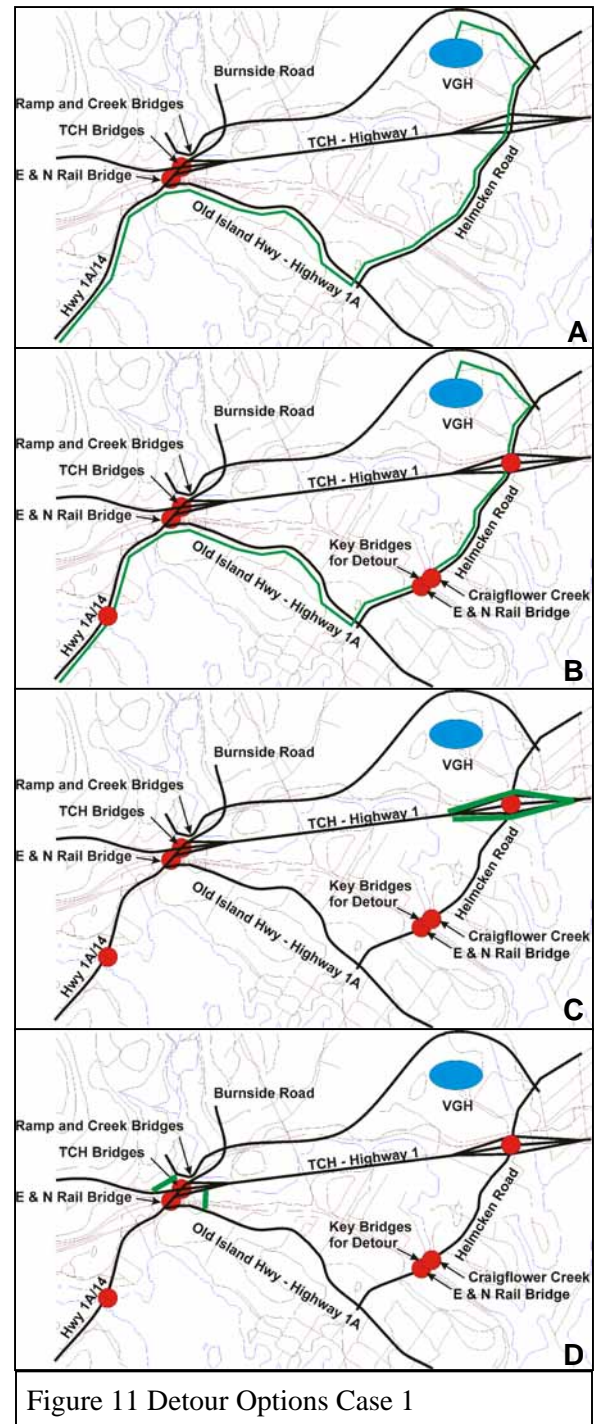 Burnside Road
VGH
Ramp and Creek Bridges
TCH Bridges
TCH - Highway 1
E & N Rail Bridge
Old Island Hwy - Highway 1A
Helmcken Road
Hwy 1A/14
A
Burnside Road
VGH
Ramp and Creek Bridges
TCH Bridges
TCH - Highway 1
E & N Rail Bridge
Old Island Hwy - Highway 1A
Key Bridges
for Detour
Helmcken Road
Craigflower Creek
E & N Rail Bridge
Hwy 1A/14
B
Burnside Road
VGH
Ramp and Creek Bridges
TCH Bridges
TCH - Highway 1
E & N Rail Bridge
Old Island Hwy - Highway 1A
Key Bridges
for Detour
Helmcken Road
Craigflower Creek
E & N Rail Bridge
Hwy 1A/14
C
Burnside Road
VGH
Ramp and Creek Bridges
TCH Bridges
TCH - Highway 1
E & N Rail Bridge
Old Island Hwy - Highway 1A
Key Bridges
for Detour
Helmcken Road
Craigflower Creek
E & N Rail Bridge
Hwy 1A/14
D
Figure 11 Detour Options Case 1